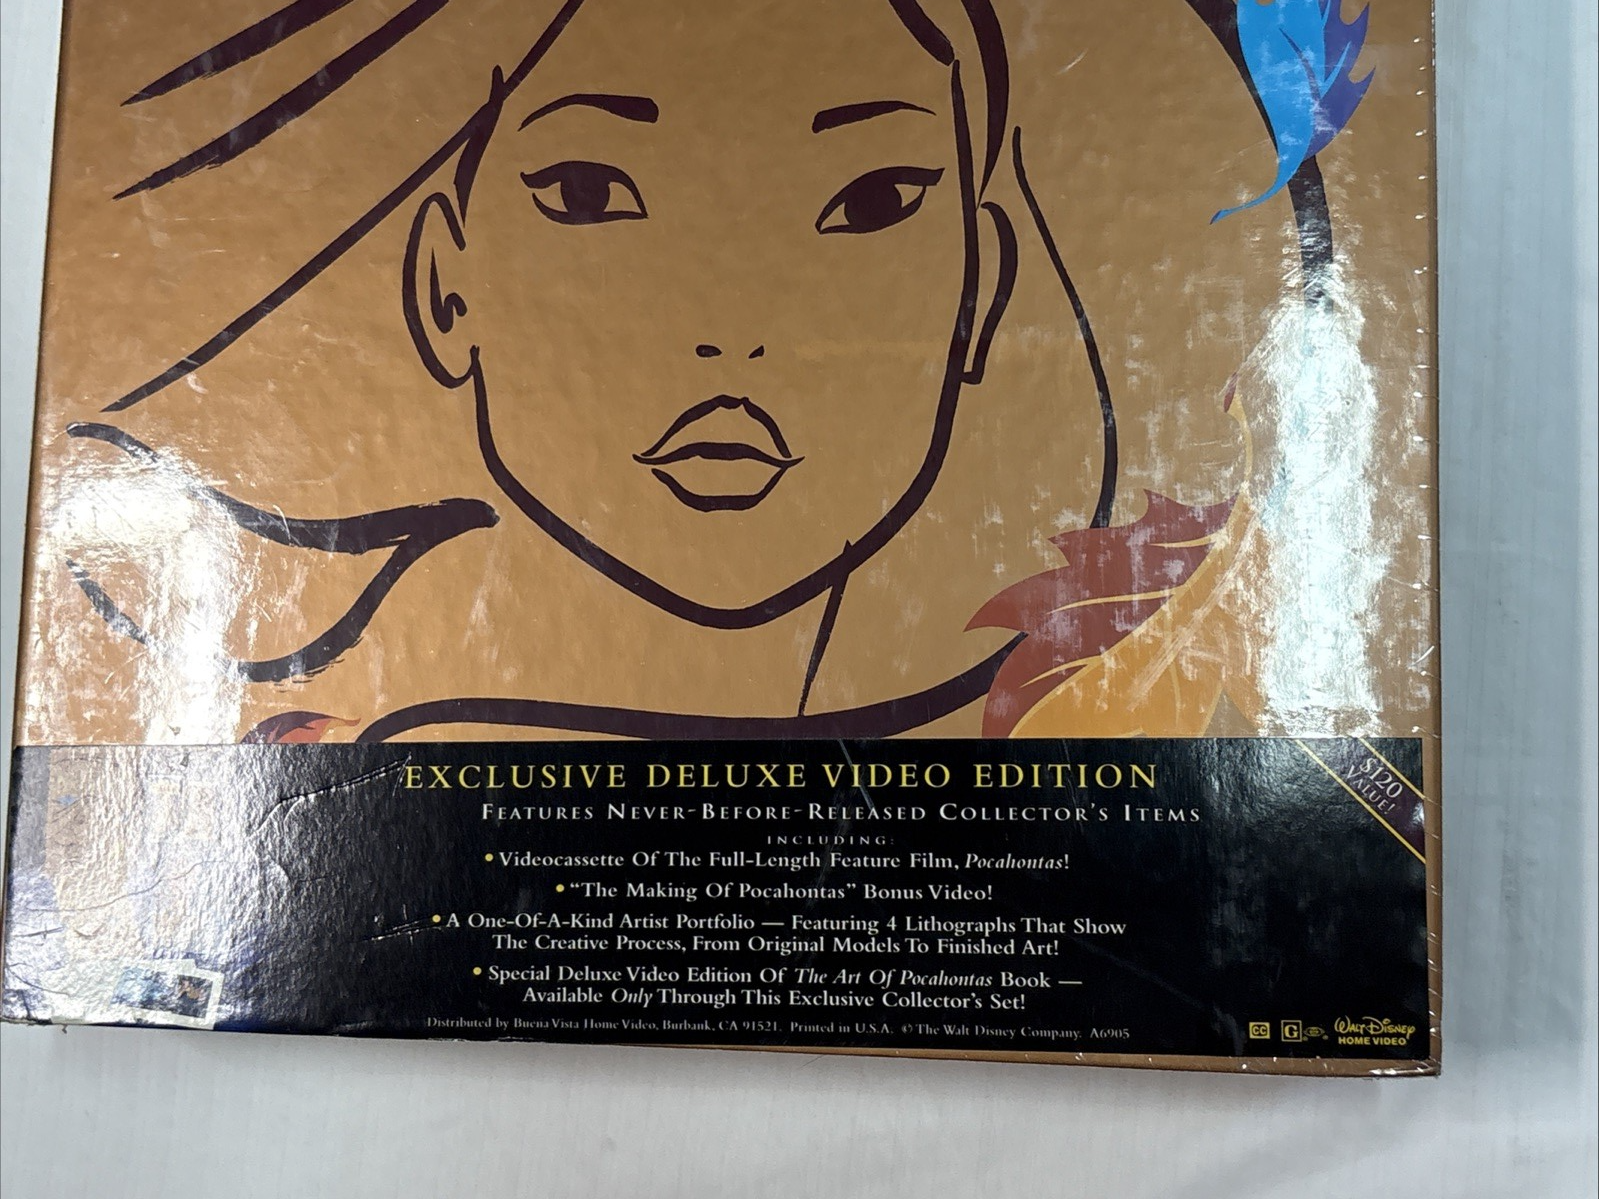 EXCLUSIVE DELUXE VIDEO EDITION
FEATURES NEVER-BEFORE-RELEASED COLLECTOR'S ITEMS
INCLUDING:
• Videocassette Of The Full-Length Feature Film, Pocahontas!
• "The Making Of Pocahontas" Bonus Video!
• A One-Of-A-Kind Artist Portfolio — Featuring 4 Lithographs That Show
The Creative Process, From Original Models To Finished Art!
• Special Deluxe Video Edition Of The Art Of Pocahontas Book —
Available Only Through This Exclusive Collector's Set!
Distributed by Buena Vista Home Video, Burbank, CA 91521. Printed in U.S.A. © The Walt Disney Company. A6905
$120
VALUE!
CC
G
WALT DISNEY
HOME VIDEO